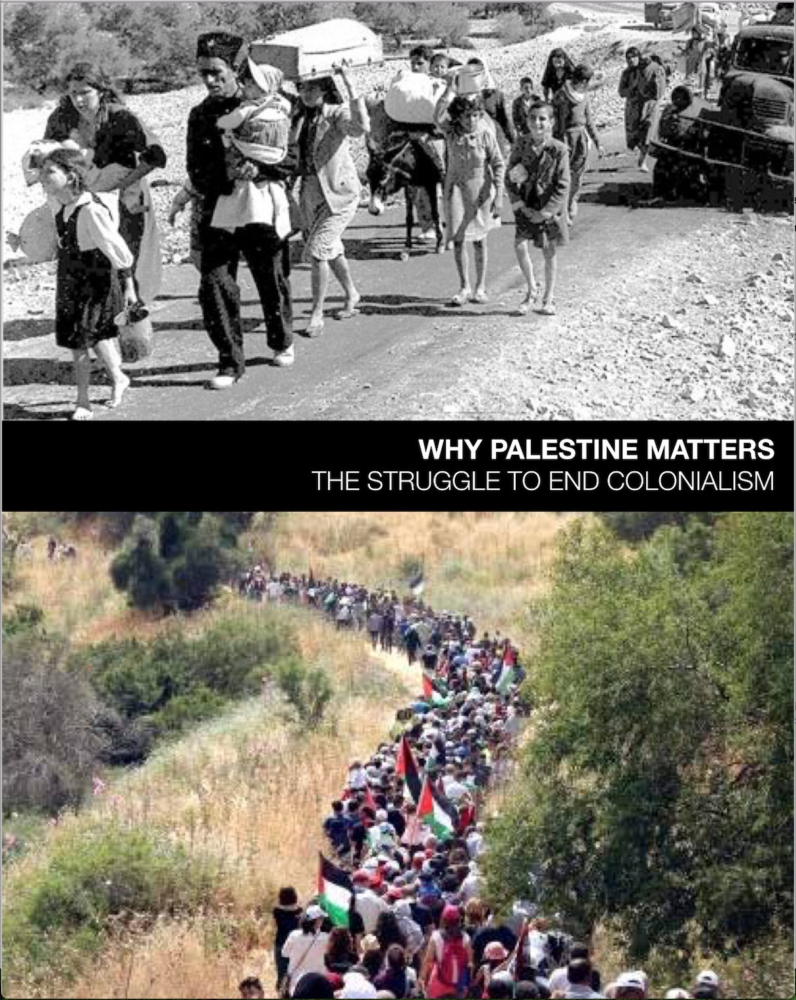 WHY PALESTINE MATTERS
THE STRUGGLE TO END COLONIALISM